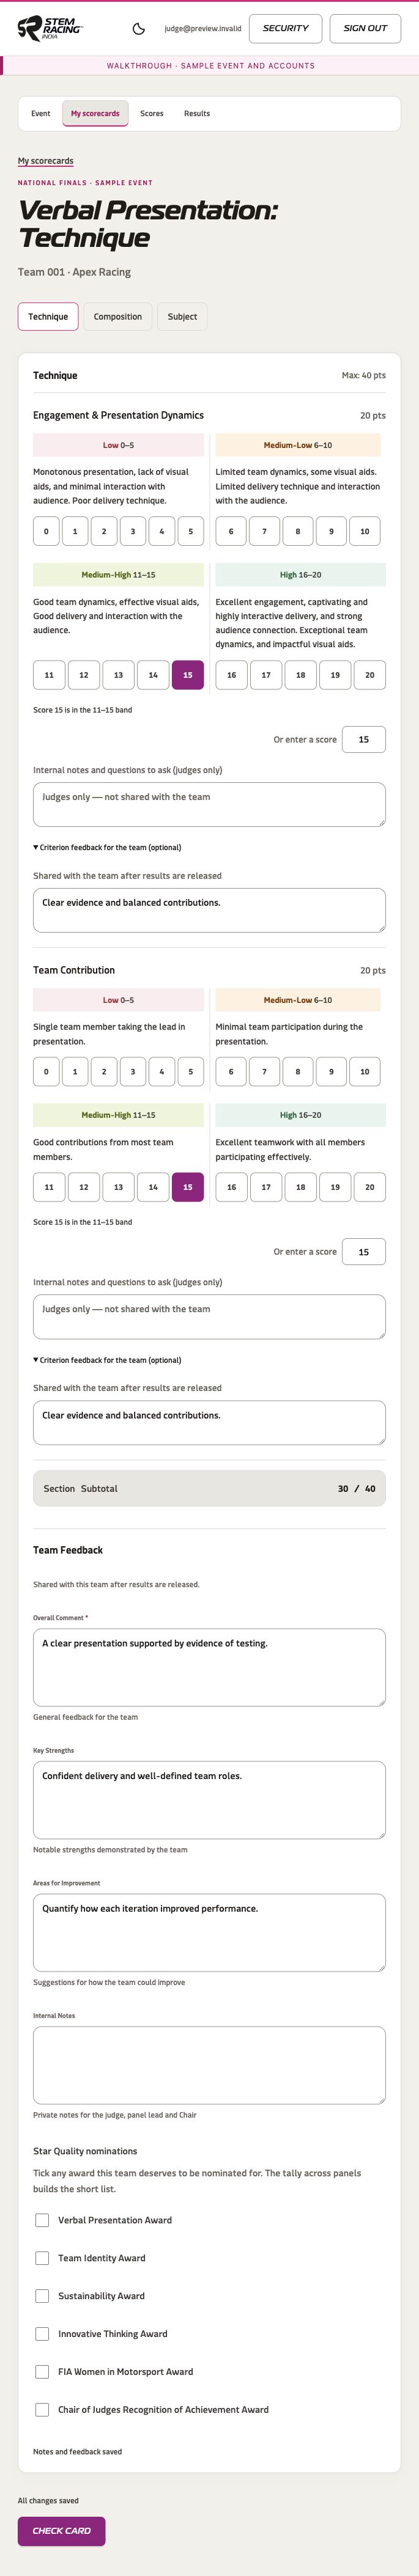 STEM
RACING
INDIA
judge@preview.invalid
SECURITY
SIGN OUT
WALKTHROUGH · SAMPLE EVENT AND ACCOUNTS
Event
My scorecards
Scores
Results
My scorecards
NATIONAL FINALS · SAMPLE EVENT
Verbal Presentation:
Technique
Team 001 · Apex Racing
Technique
Composition
Subject
Technique
Max: 40 pts
Engagement & Presentation Dynamics
20 pts
Low 0–5
Monotonous presentation, lack of visual
aids, and minimal interaction with
audience. Poor delivery technique.
0 1 2 3 4 5
Medium-Low 6–10
Limited team dynamics, some visual aids.
Limited delivery technique and interaction
with the audience.
6 7 8 9 10
Medium-High 11–15
Good team dynamics, effective visual aids,
Good delivery and interaction with the
audience.
11 12 13 14 15
High 16–20
Excellent engagement, captivating and
highly interactive delivery, and strong
audience connection. Exceptional team
dynamics, and impactful visual aids.
16 17 18 19 20
Score 15 is in the 11–15 band
Or enter a score 15
Internal notes and questions to ask (judges only)
Judges only — not shared with the team
▼ Criterion feedback for the team (optional)
Shared with the team after results are released
Clear evidence and balanced contributions.
Team Contribution
20 pts
Low 0–5
Single team member taking the lead in
presentation.
0 1 2 3 4 5
Medium-Low 6–10
Minimal team participation during the
presentation.
6 7 8 9 10
Medium-High 11–15
Good contributions from most team
members.
11 12 13 14 15
High 16–20
Excellent teamwork with all members
participating effectively.
16 17 18 19 20
Score 15 is in the 11–15 band
Or enter a score 15
Internal notes and questions to ask (judges only)
Judges only — not shared with the team
▼ Criterion feedback for the team (optional)
Shared with the team after results are released
Clear evidence and balanced contributions.
Section Subtotal
30 / 40
Team Feedback
Shared with this team after results are released.
Overall Comment *
A clear presentation supported by evidence of testing.
General feedback for the team
Key Strengths
Confident delivery and well-defined team roles.
Notable strengths demonstrated by the team
Areas for Improvement
Quantify how each iteration improved performance.
Suggestions for how the team could improve
Internal Notes
Private notes for the judge, panel lead and Chair
Star Quality nominations
Tick any award this team deserves to be nominated for. The tally across panels
builds the short list.
Verbal Presentation Award
Team Identity Award
Sustainability Award
Innovative Thinking Award
FIA Women in Motorsport Award
Chair of Judges Recognition of Achievement Award
Notes and feedback saved
All changes saved
CHECK CARD